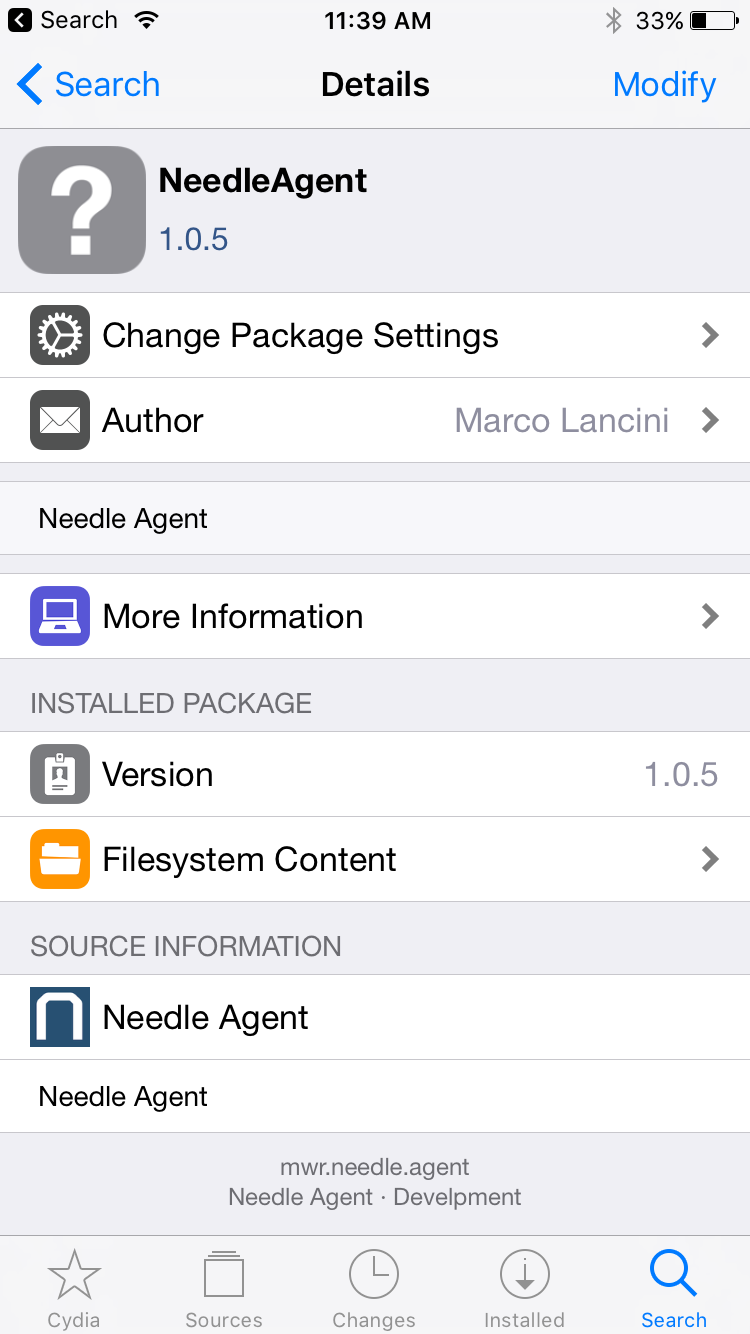 Search 11:39 AM 33%
Search Details Modify
NeedleAgent
1.0.5
Change Package Settings
Author Marco Lancini
Needle Agent
More Information
INSTALLED PACKAGE
Version 1.0.5
Filesystem Content
SOURCE INFORMATION
Needle Agent
Needle Agent
mwr.needle.agent
Needle Agent · Develpment
Cydia Sources Changes Installed Search